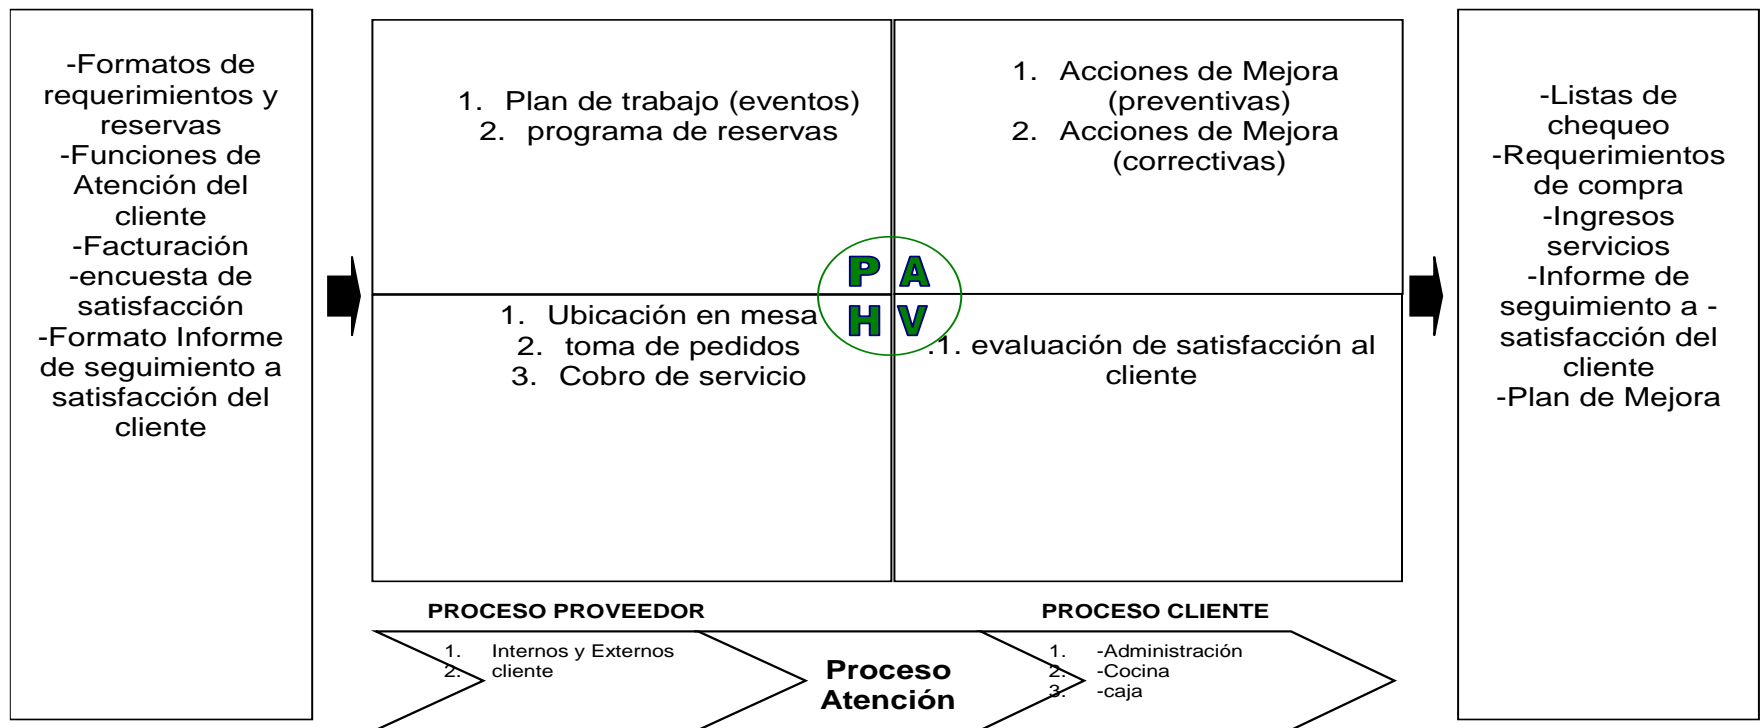 -Formatos de
requerimientos y
reservas
-Funciones de
Atención del
cliente
-Facturación
-encuesta de
satisfacción
-Formato Informe
de seguimiento a
satisfacción del
cliente
1. Plan de trabajo (eventos)
2. programa de reservas
1. Acciones de Mejora
(preventivas)
2. Acciones de Mejora
(correctivas)
P A
H V
1. Ubicación en mesa
2. toma de pedidos
3. Cobro de servicio
.1. evaluación de satisfacción al
cliente
-Listas de
chequeo
-Requerimientos
de compra
-Ingresos
servicios
-Informe de
seguimiento a -
satisfacción del
cliente
-Plan de Mejora
PROCESO PROVEEDOR
1. Internos y Externos
2. cliente
Proceso
Atención
PROCESO CLIENTE
1. -Administración
2. -Cocina
3. -caja